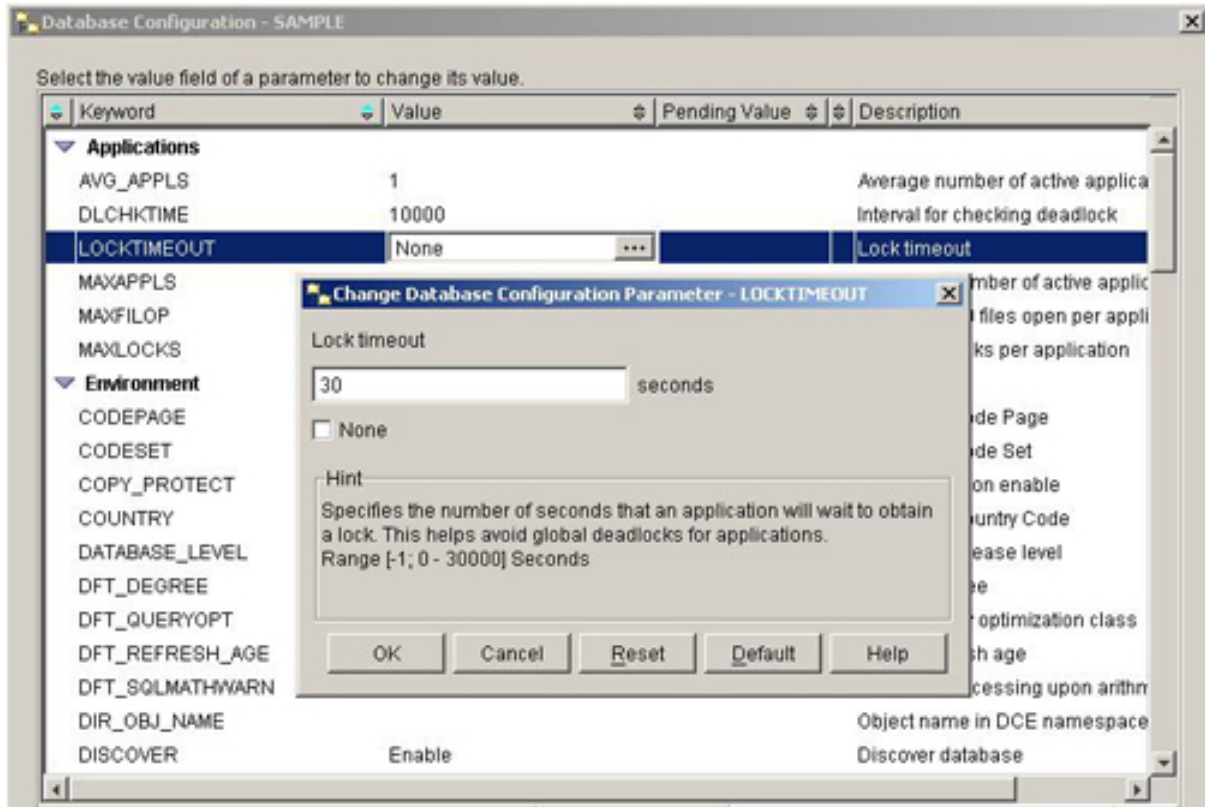 Database Configuration - SAMPLE
Select the value field of a parameter to change its value.
Keyword Value Pending Value Description
Applications
AVG_APPLS 1 Average number of active applica
DLCHKTIME 10000 Interval for checking deadlock
LOCKTIMEOUT None ... Lock timeout
MAXAPPLS mber of active applic
MAXFILOP files open per appli
MAXLOCKS ks per application
Environment
CODEPAGE de Page
CODESET de Set
COPY_PROTECT on enable
COUNTRY untry Code
DATABASE_LEVEL ease level
DFT_DEGREE ee
DFT_QUERYOPT optimization class
DFT_REFRESH_AGE sh age
DFT_SQLMATHWARN cessing upon arithm
DIR_OBJ_NAME Object name in DCE namespace
DISCOVER Enable Discover database
Change Database Configuration Parameter - LOCKTIMEOUT
Lock timeout
30 seconds
None
Hint
Specifies the number of seconds that an application will wait to obtain
a lock. This helps avoid global deadlocks for applications.
Range [-1; 0 - 30000] Seconds
OK Cancel Reset Default Help